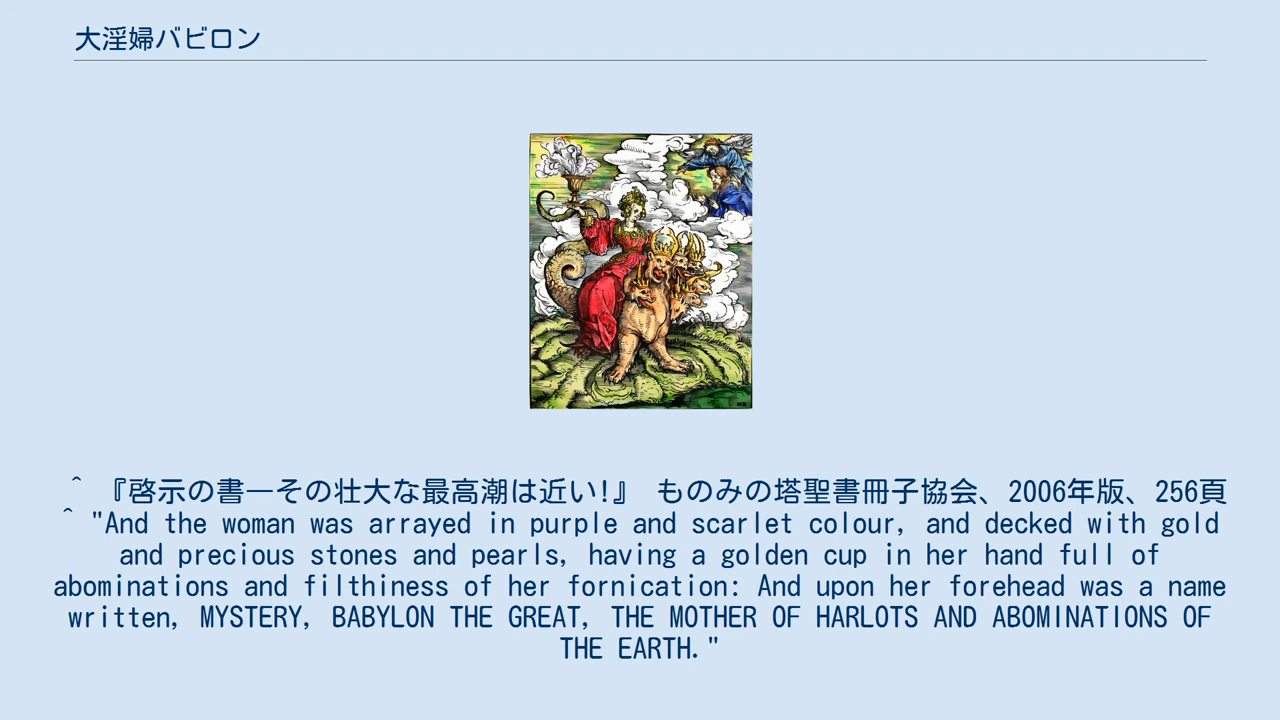 大淫婦バビロン
^ 『啓示の書―その壮大な最高潮は近い!』 ものみの塔聖書冊子協会、2006年版、256頁
^ "And the woman was arrayed in purple and scarlet colour, and decked with gold
and precious stones and pearls, having a golden cup in her hand full of
abominations and filthiness of her fornication: And upon her forehead was a name
written, MYSTERY, BABYLON THE GREAT, THE MOTHER OF HARLOTS AND ABOMINATIONS OF
THE EARTH."